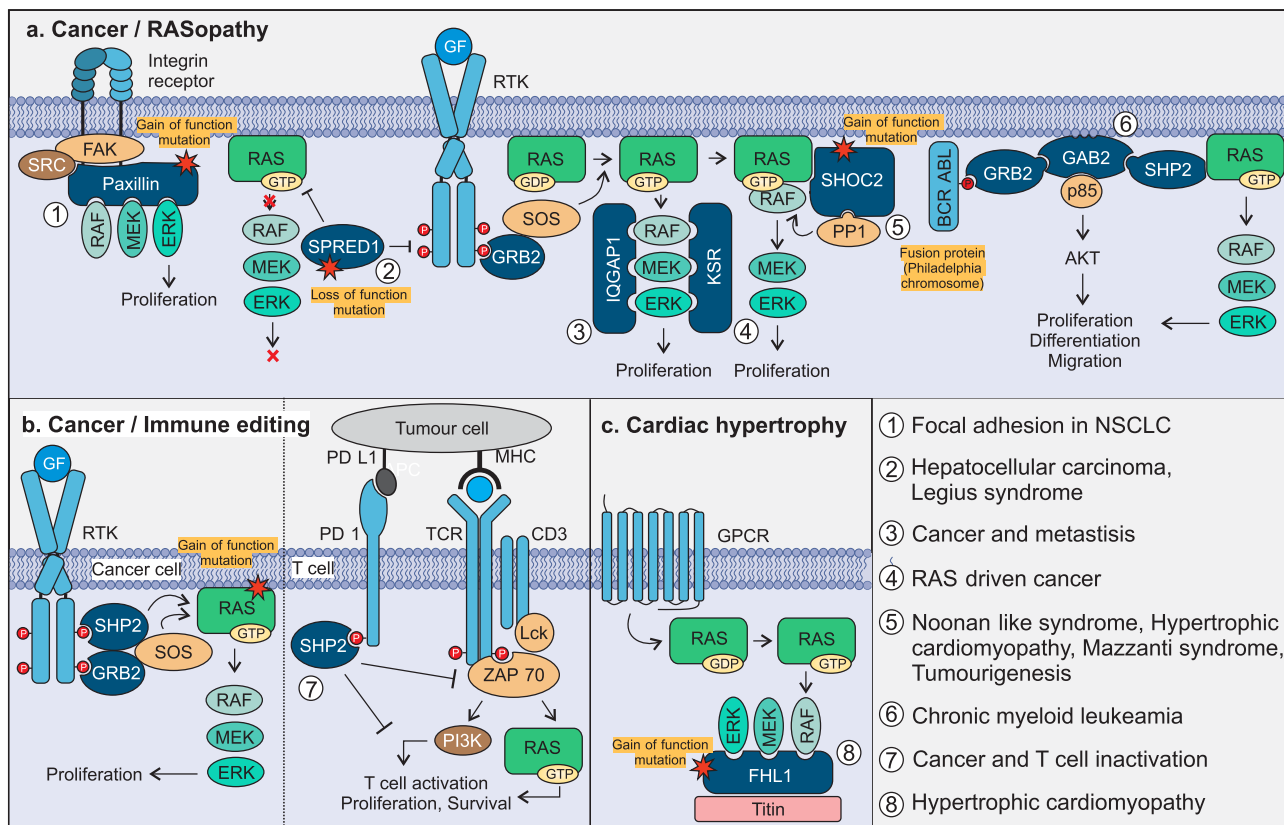 a. Cancer / RASopathy
Integrin
receptor
Gain of function
mutation
FAK
SRC
Paxillin
1
RAF
MEK
ERK
Proliferation
RAS
GTP
RAF
MEK
ERK
SPRED1
2
Loss of function
mutation
GF
RTK
P
P
P
P
GRB2
SOS
RAS
GDP
RAS
GTP
IQGAP1
RAF
MEK
ERK
KSR
3
Proliferation
4
RAS
GTP
RAF
MEK
ERK
Proliferation
Gain of function
mutation
SHOC2
PP1
5
BCR ABL
P
Fusion protein
(Philadelphia
chromosome)
GRB2
6
GAB2
p85
SHP2
AKT
Proliferation
Differentiation
Migration
RAS
GTP
RAF
MEK
ERK
b. Cancer / Immune editing
GF
RTK
Cancer cell
Gain of function
mutation
P
P
P
P
SHP2
GRB2
SOS
RAS
GTP
RAF
MEK
ERK
Proliferation
Tumour cell
PD L1
APC
MHC
PD 1
TCR
CD3
T cell
SHP2
P
7
P
P
Lck
ZAP 70
PI3K
RAS
GTP
T cell activation
Proliferation, Survival
c. Cardiac hypertrophy
GPCR
RAS
GDP
RAS
GTP
ERK
MEK
RAF
Gain of function
mutation
FHL1
8
Titin
1 Focal adhesion in NSCLC
2 Hepatocellular carcinoma,
Legius syndrome
3 Cancer and metastisis
4 RAS driven cancer
5 Noonan like syndrome, Hypertrophic
cardiomyopathy, Mazzanti syndrome,
Tumourigenesis
6 Chronic myeloid leukeamia
7 Cancer and T cell inactivation
8 Hypertrophic cardiomyopathy